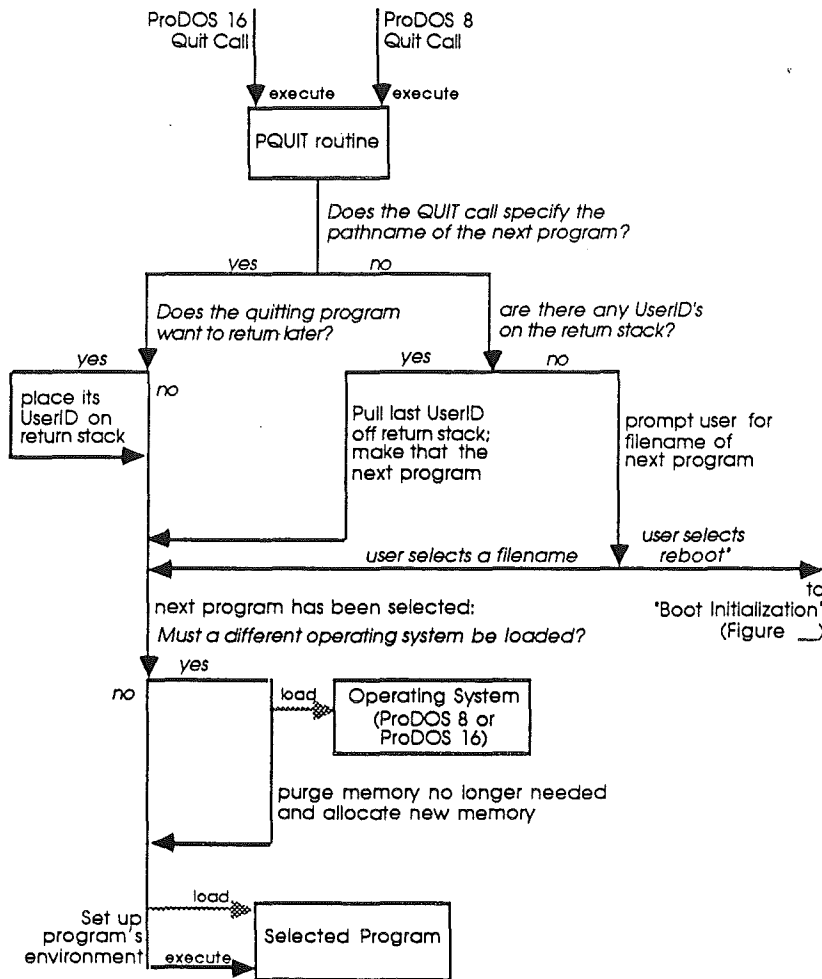 ProDOS 16
Quit Call
ProDOS 8
Quit Call
execute
execute
PQUIT routine
Does the QUIT call specify the
pathname of the next program?
yes
no
Does the quitting program
want to return later?
are there any UserID's
on the return stack?
yes
no
yes
no
place its
UserID on
return stack
Pull last UserID
off return stack;
make that the
next program
prompt user for
filename of
next program
user selects a filename
user selects
reboot"
to
"Boot Initialization"
(Figure __)
next program has been selected:
Must a different operating system be loaded?
yes
no
load
Operating System
(ProDOS 8 or
ProDOS 16)
purge memory no longer needed
and allocate new memory
load
Set up
program's
environment
execute
Selected Program